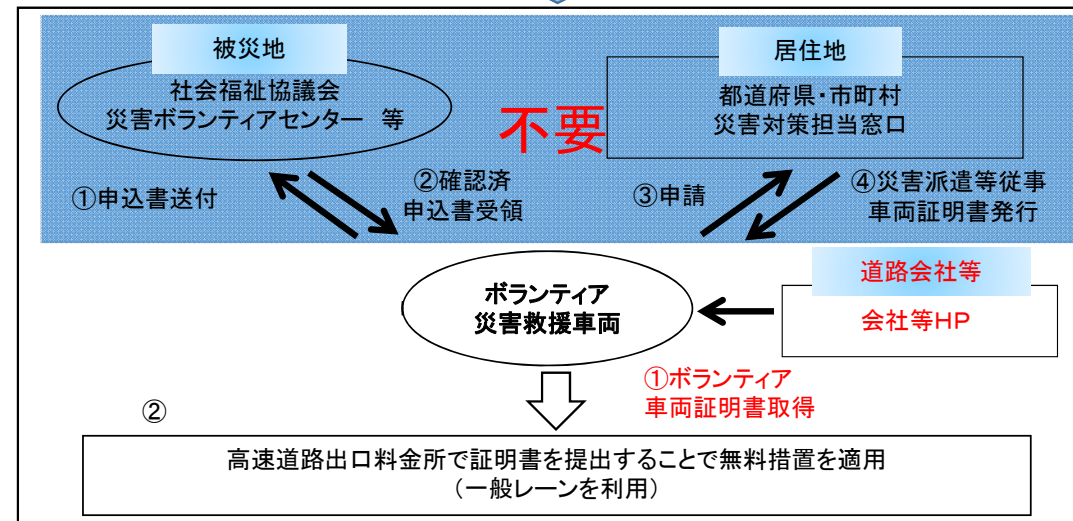 被災地
社会福祉協議会
災害ボランティアセンター 等
不要
居住地
都道府県・市町村
災害対策担当窓口
①申込書送付
②確認済
申込書受領
③申請
④災害派遣等従事
車両証明書発行
ボランティア
災害救援車両
道路会社等
会社等HP
①ボランティア
車両証明書取得
②
高速道路出口料金所で証明書を提出することで無料措置を適用
（一般レーンを利用）